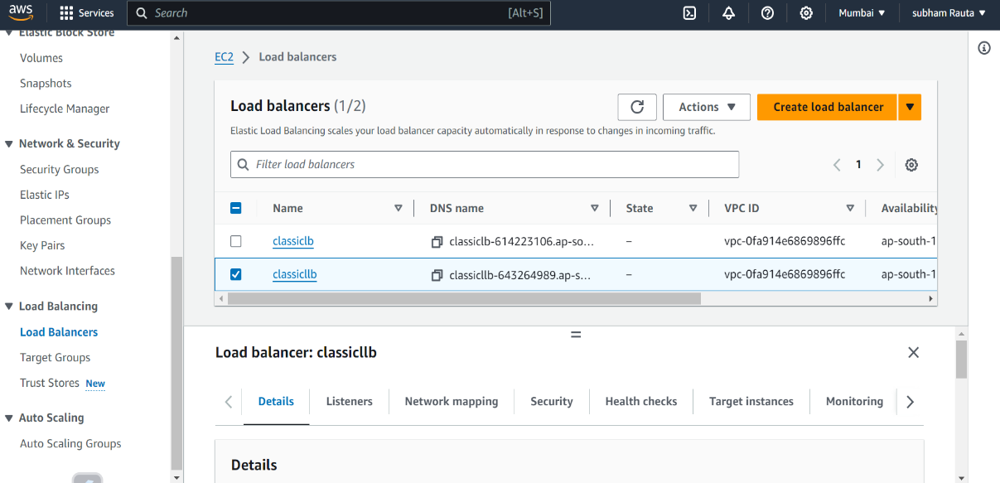 aws Services Search [Alt+S] Mumbai subham Rauta
Elastic Block Store
Volumes
Snapshots
Lifecycle Manager
Network & Security
Security Groups
Elastic IPs
Placement Groups
Key Pairs
Network Interfaces
Load Balancing
Load Balancers
Target Groups
Trust Stores New
Auto Scaling
Auto Scaling Groups
EC2 Load balancers
Load balancers (1/2) Actions Create load balancer
Elastic Load Balancing scales your load balancer capacity automatically in response to changes in incoming traffic.
Filter load balancers 1
Name DNS name State VPC ID Availability
classiclb classiclb-614223106.ap-so... – vpc-0fa914e6869896ffc ap-south-1
classicllb classicllb-643264989.ap-s... – vpc-0fa914e6869896ffc ap-south-1
Load balancer: classicllb
Details Listeners Network mapping Security Health checks Target instances Monitoring
Details